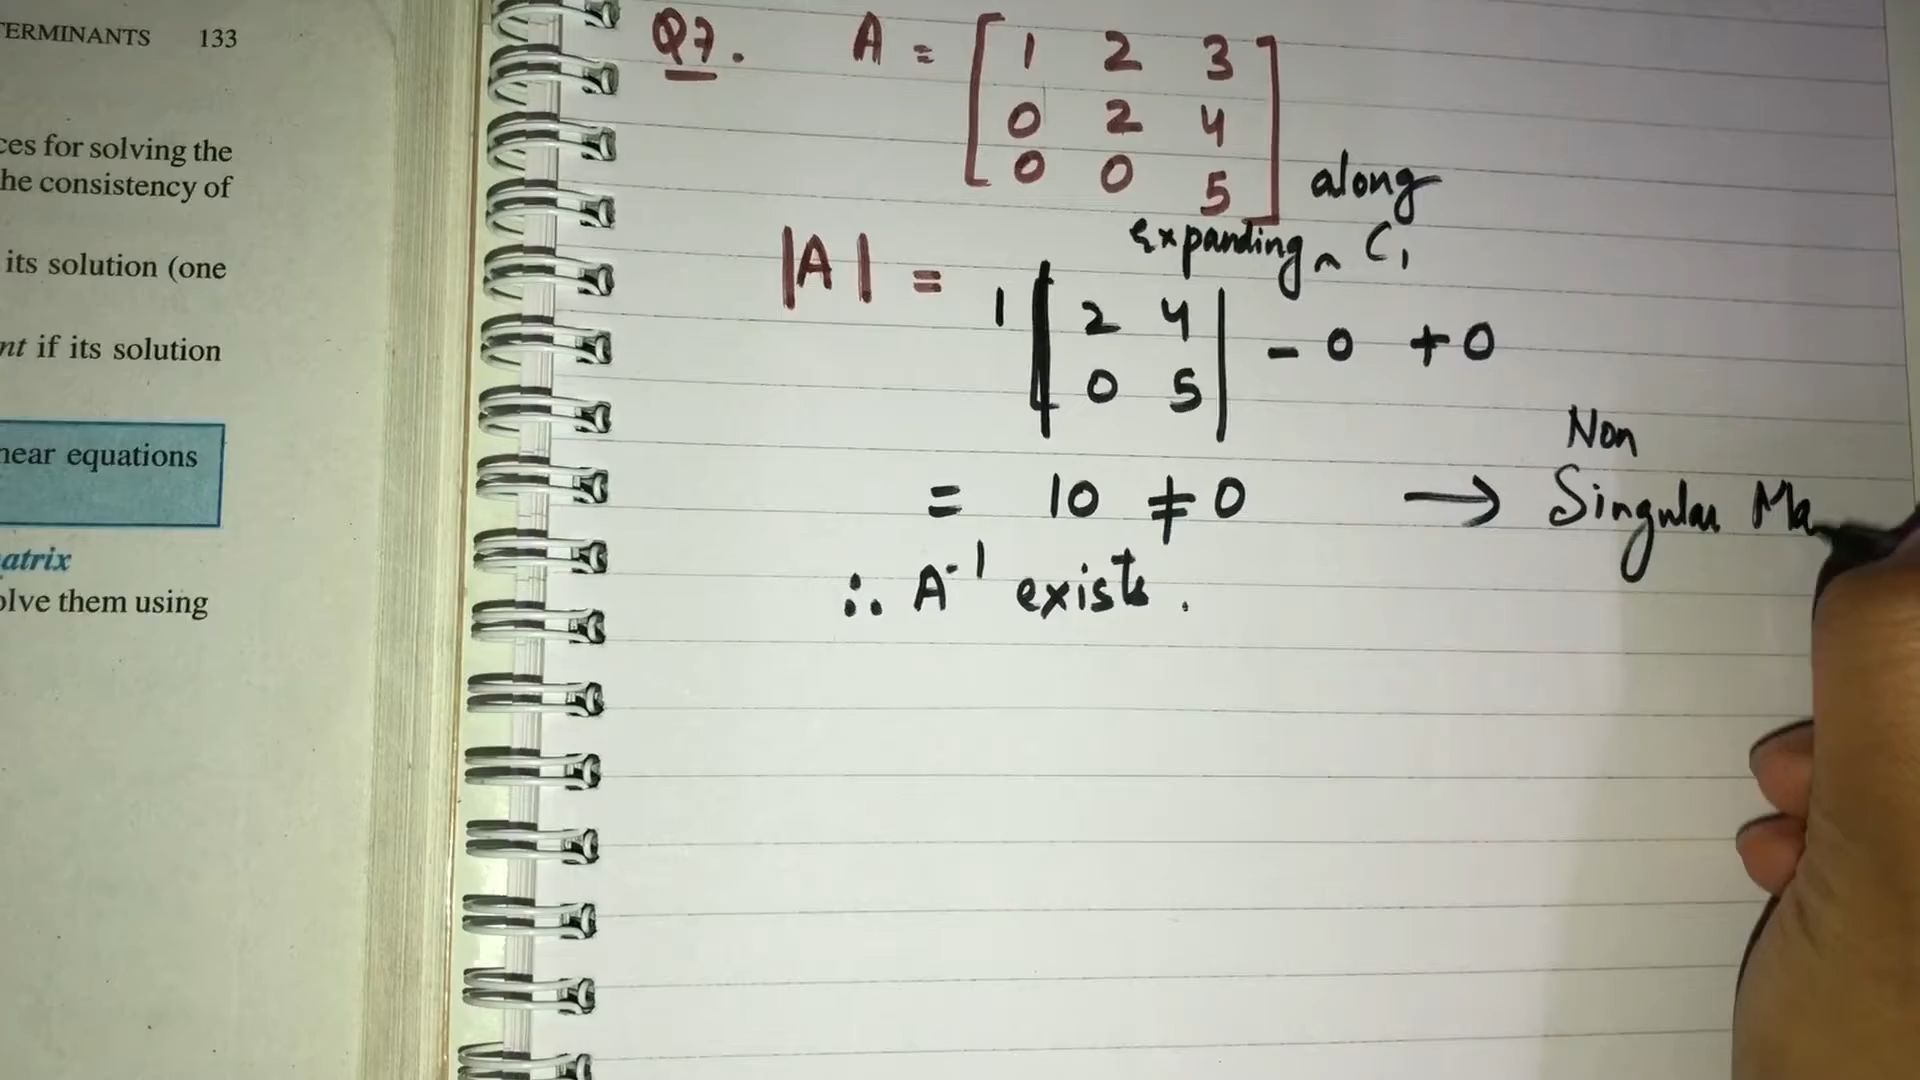 TERMINANTS 133
ces for solving the
he consistency of
its solution (one
nt if its solution
near equations
atrix
olve them using
Q7. A = [ 1 2 3
0 2 4
0 0 5 ]
along
expanding ^ C₁
|A| = 1 | 2 4
0 5 | - 0 + 0
= 10 ≠ 0 → Non
Singular Ma
∴ A⁻¹ exists.